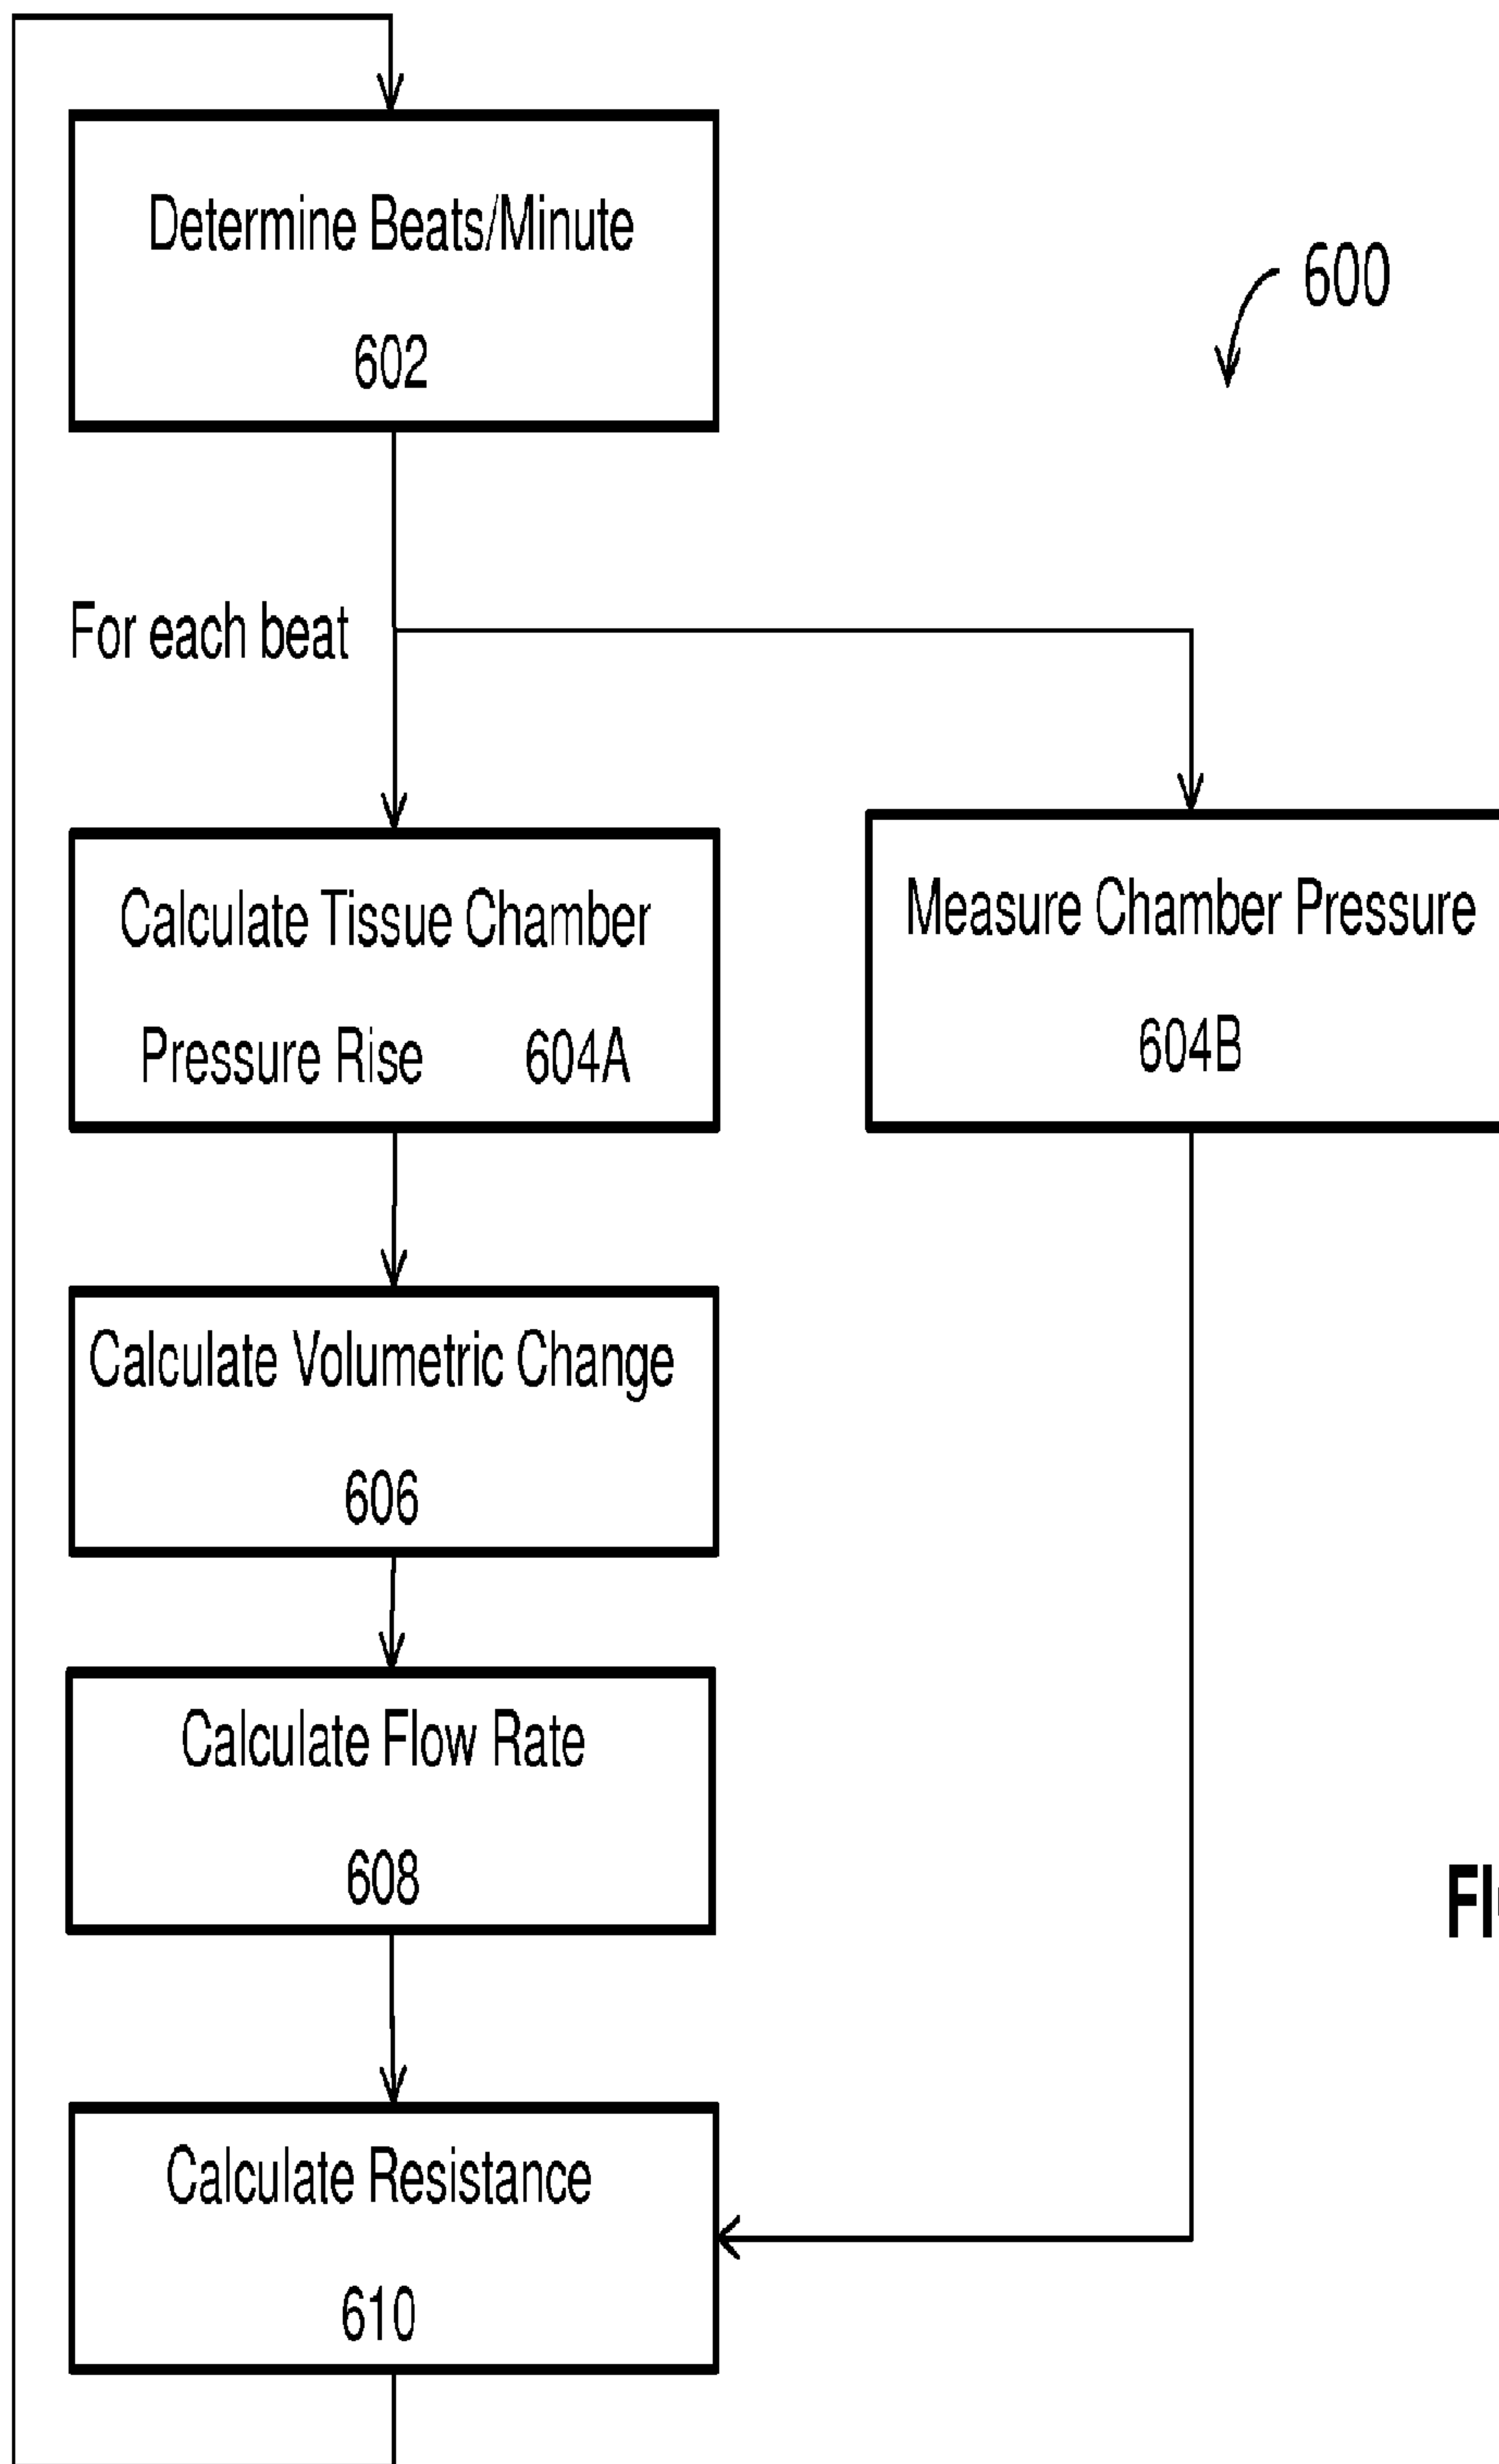 Determine Beats/Minute
602
600
For each beat
Calculate Tissue Chamber
Pressure Rise 604A
Measure Chamber Pressure
604B
Calculate Volumetric Change
606
Calculate Flow Rate
608
Calculate Resistance
610